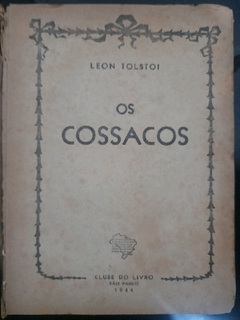 LEON TOLSTOI
OS
COSSACOS
CLUBE DO LIVRO
SÃO PAULO